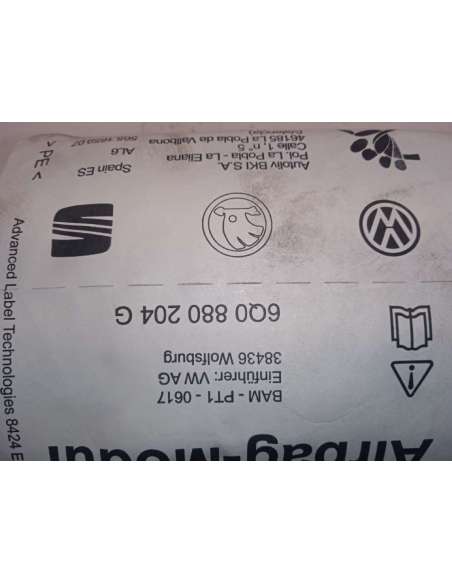 Airbag-Modul
BAM - PT1 - 0617
Einführer: VW AG
38436 Wolfsburg
6Q0 880 204 G
Autoliv BKI S.A.
Pol. La Pobla - La Eliana
Calle 1, n° 5
46185 La Pobla de Vallbona
Spain ES
AL6
> PE <
Advanced Label Technologies 8424 E